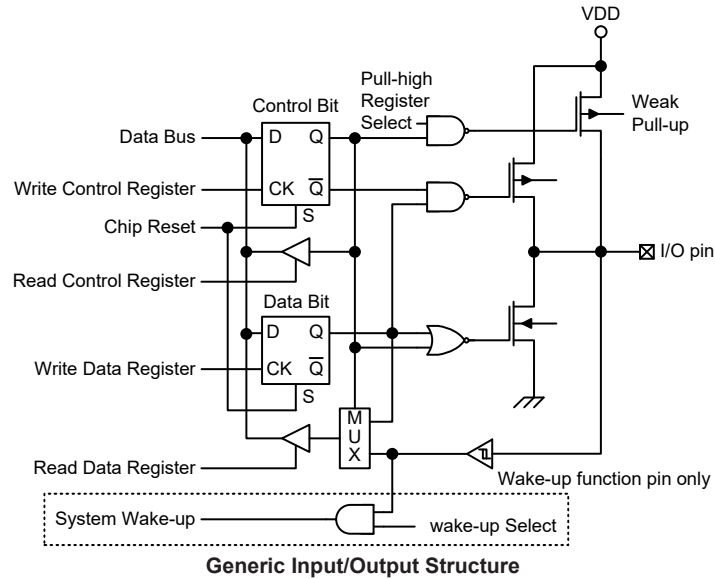 VDD
Pull-high
Register
Select
Control Bit
Weak
Pull-up
Data Bus
D
Q
Write Control Register
CK
Q
S
Chip Reset
I/O pin
Read Control Register
Data Bit
D
Q
Write Data Register
CK
Q
S
M
U
X
Read Data Register
Wake-up function pin only
System Wake-up
wake-up Select
Generic Input/Output Structure